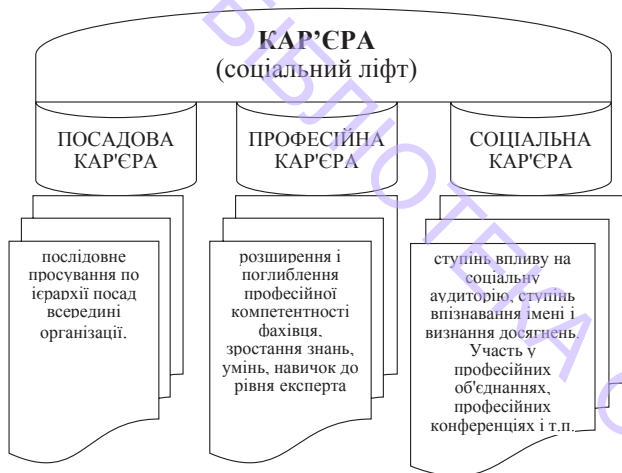 КАР’ЄРА
(соціальний ліфт)
ПОСАДОВА
КАР'ЄРА
ПРОФЕСІЙНА
КАР'ЄРА
СОЦІАЛЬНА
КАР'ЄРА
послідовне
просування по
ієрархії посад
всередині
організації.
розширення і
поглиблення
професійної
компетентності
фахівця,
зростання знань,
умінь, навичок до
рівня експерта
ступінь впливу на
соціальну
аудиторію, ступінь
впізнавання імені і
визнання досягнень.
Участь у
професійних
об'єднаннях,
професійних
конференціях і т.п.
БІБЛІОТЕКА